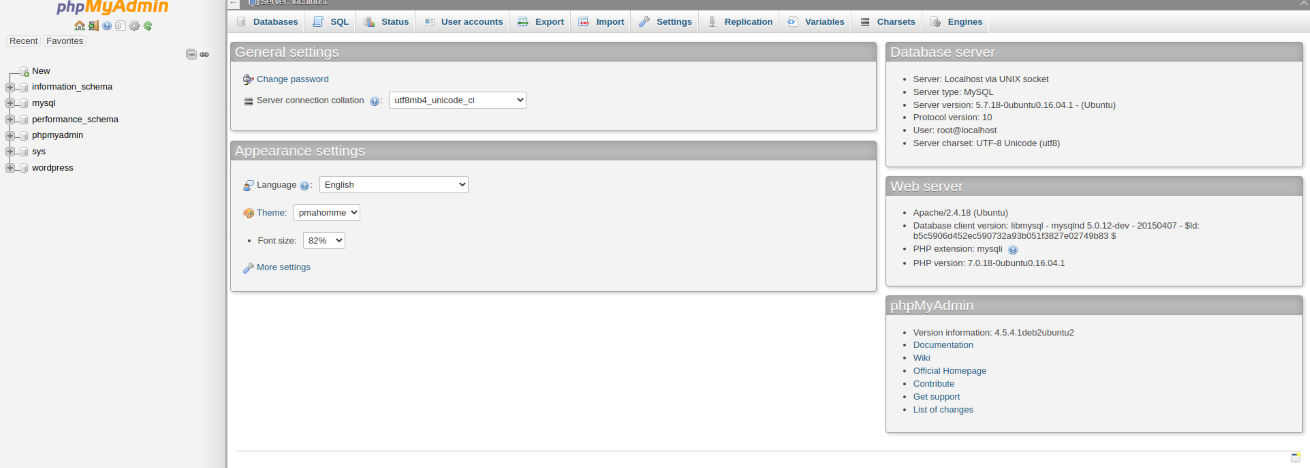 phpMyAdmin
Recent Favorites
New
information_schema
mysql
performance_schema
phpmyadmin
sys
wordpress
Server: localhost
Databases SQL Status User accounts Export Import Settings Replication Variables Charsets Engines
General settings
Change password
Server connection collation : utf8mb4_unicode_ci
Appearance settings
Language : English
Theme: pmahomme
Font size: 82%
More settings
Database server
Server: Localhost via UNIX socket
Server type: MySQL
Server version: 5.7.18-0ubuntu0.16.04.1 - (Ubuntu)
Protocol version: 10
User: root@localhost
Server charset: UTF-8 Unicode (utf8)
Web server
Apache/2.4.18 (Ubuntu)
Database client version: libmysql - mysqlnd 5.0.12-dev - 20150407 - $Id:
b5c5906d452ec590732a93b051f3827e02749b83 $
PHP extension: mysqli
PHP version: 7.0.18-0ubuntu0.16.04.1
phpMyAdmin
Version information: 4.5.4.1deb2ubuntu2
Documentation
Wiki
Official Homepage
Contribute
Get support
List of changes